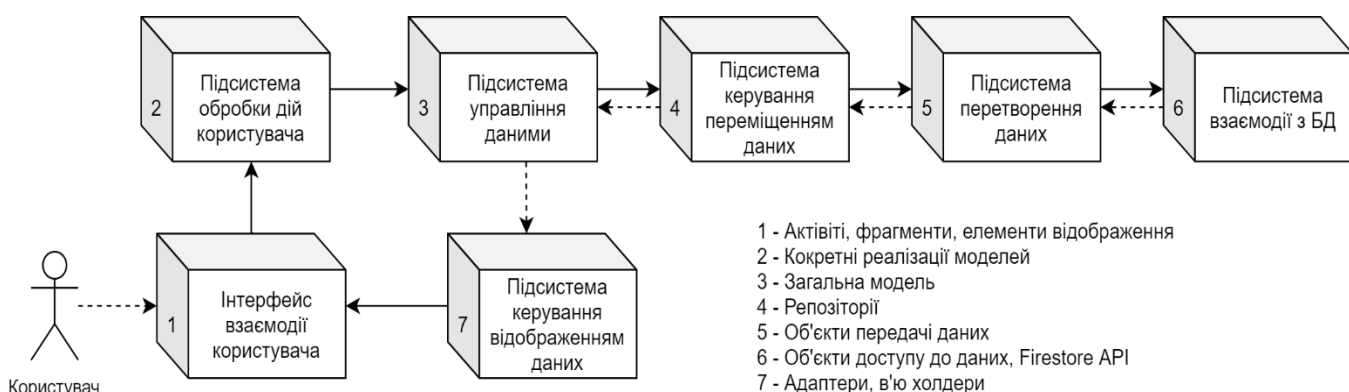 2
Підсистема
обробки дій
користувача
3
Підсистема
управління
даними
4
Підсистема
керування
переміщенням
даних
5
Підсистема
перетворення
даних
6
Підсистема
взаємодії з БД
Користувач
1
Інтерфейс
взаємодії
користувача
7
Підсистема
керування
відображенням
даних
1 - Актівіті, фрагменти, елементи відображення
2 - Кокретні реалізації моделей
3 - Загальна модель
4 - Репозіторії
5 - Об'єкти передачі даних
6 - Об'єкти доступу до даних, Firestore API
7 - Адаптери, в'ю холдери